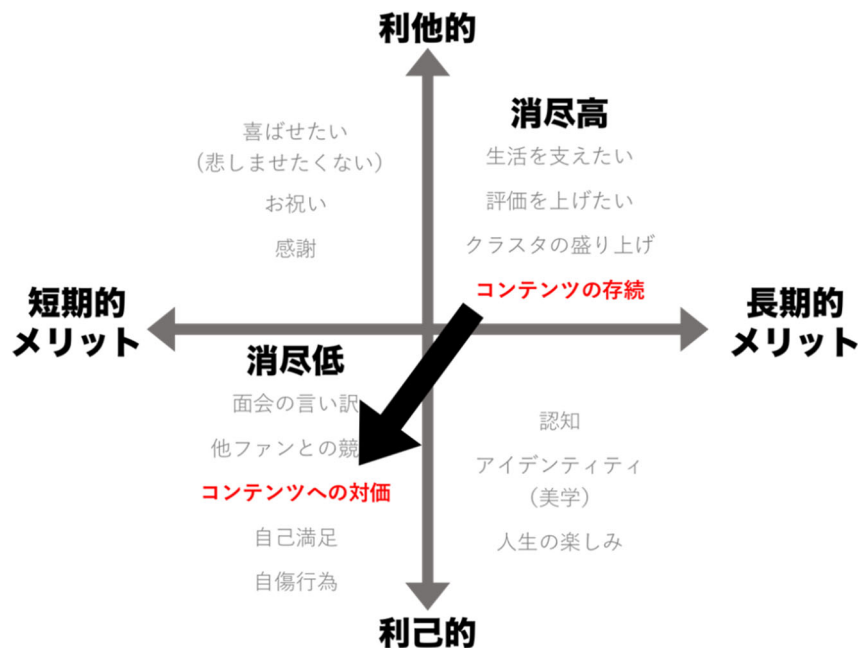 利他的
消尽高
喜ばせたい
(悲しませたくない)
お祝い
感謝
生活を支えたい
評価を上げたい
クラスタの盛り上げ
コンテンツの存続
短期的
メリット
長期的
メリット
消尽低
面会の言い訳
他ファンとの競
コンテンツへの対価
自己満足
自傷行為
認知
アイデンティティ
(美学)
人生の楽しみ
利己的